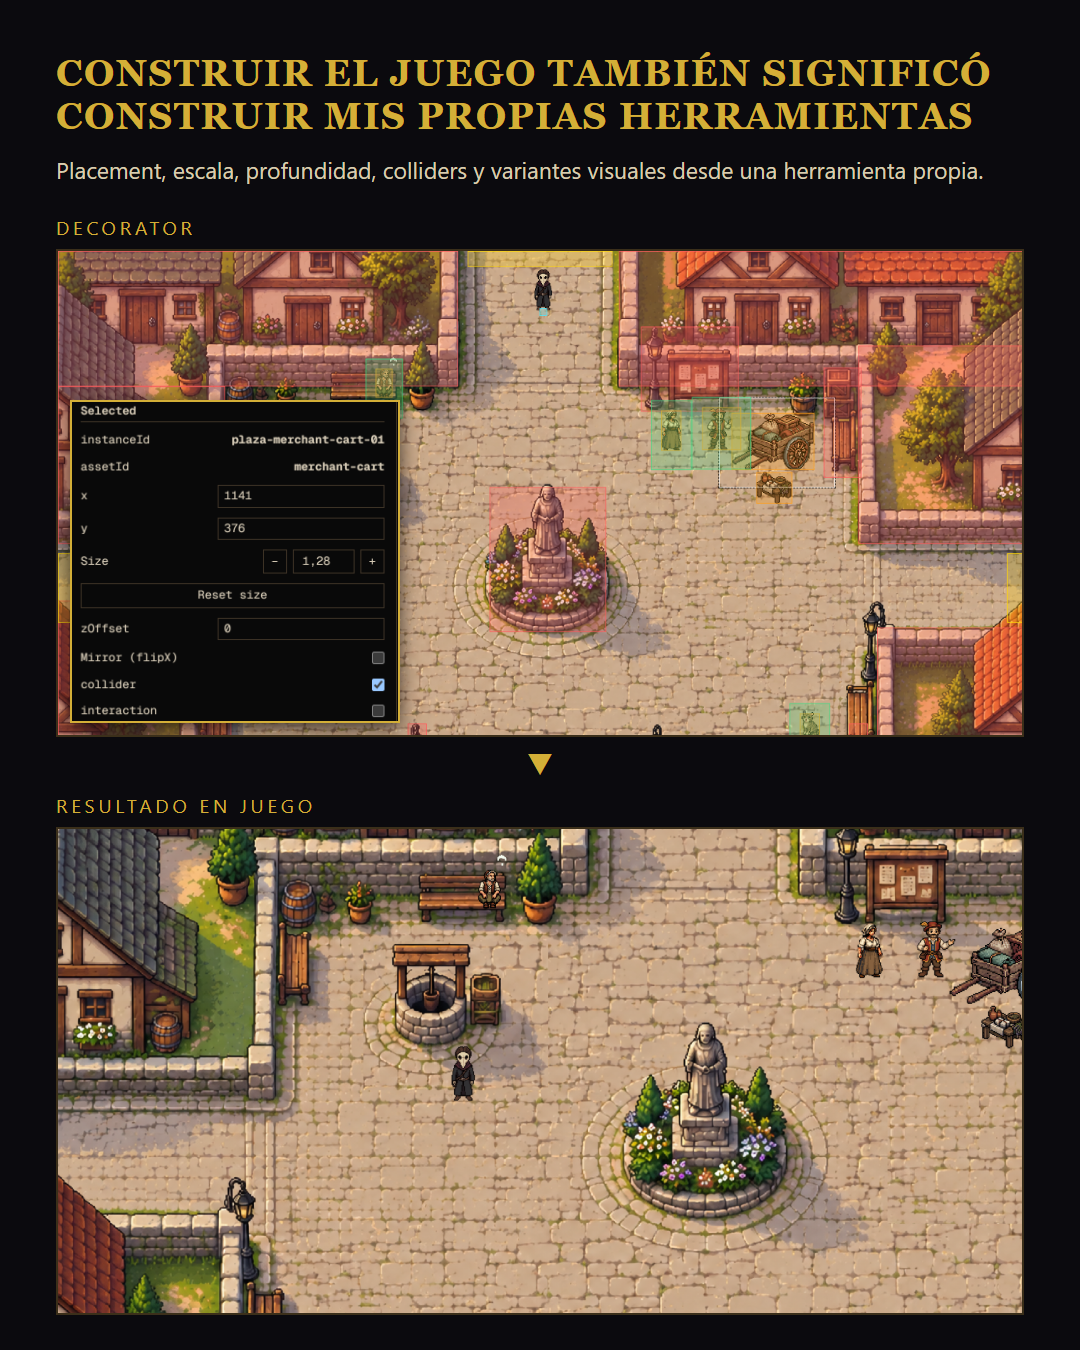 CONSTRUIR EL JUEGO TAMBIÉN SIGNIFICÓ
CONSTRUIR MIS PROPIAS HERRAMIENTAS
Placement, escala, profundidad, colliders y variantes visuales desde una herramienta propia.
DECORATOR
Selected
instanceId plaza-merchant-cart-01
assetId merchant-cart
x 1141
y 376
Size − 1,28 +
Reset size
zOffset 0
Mirror (flipX)
collider
interaction
RESULTADO EN JUEGO